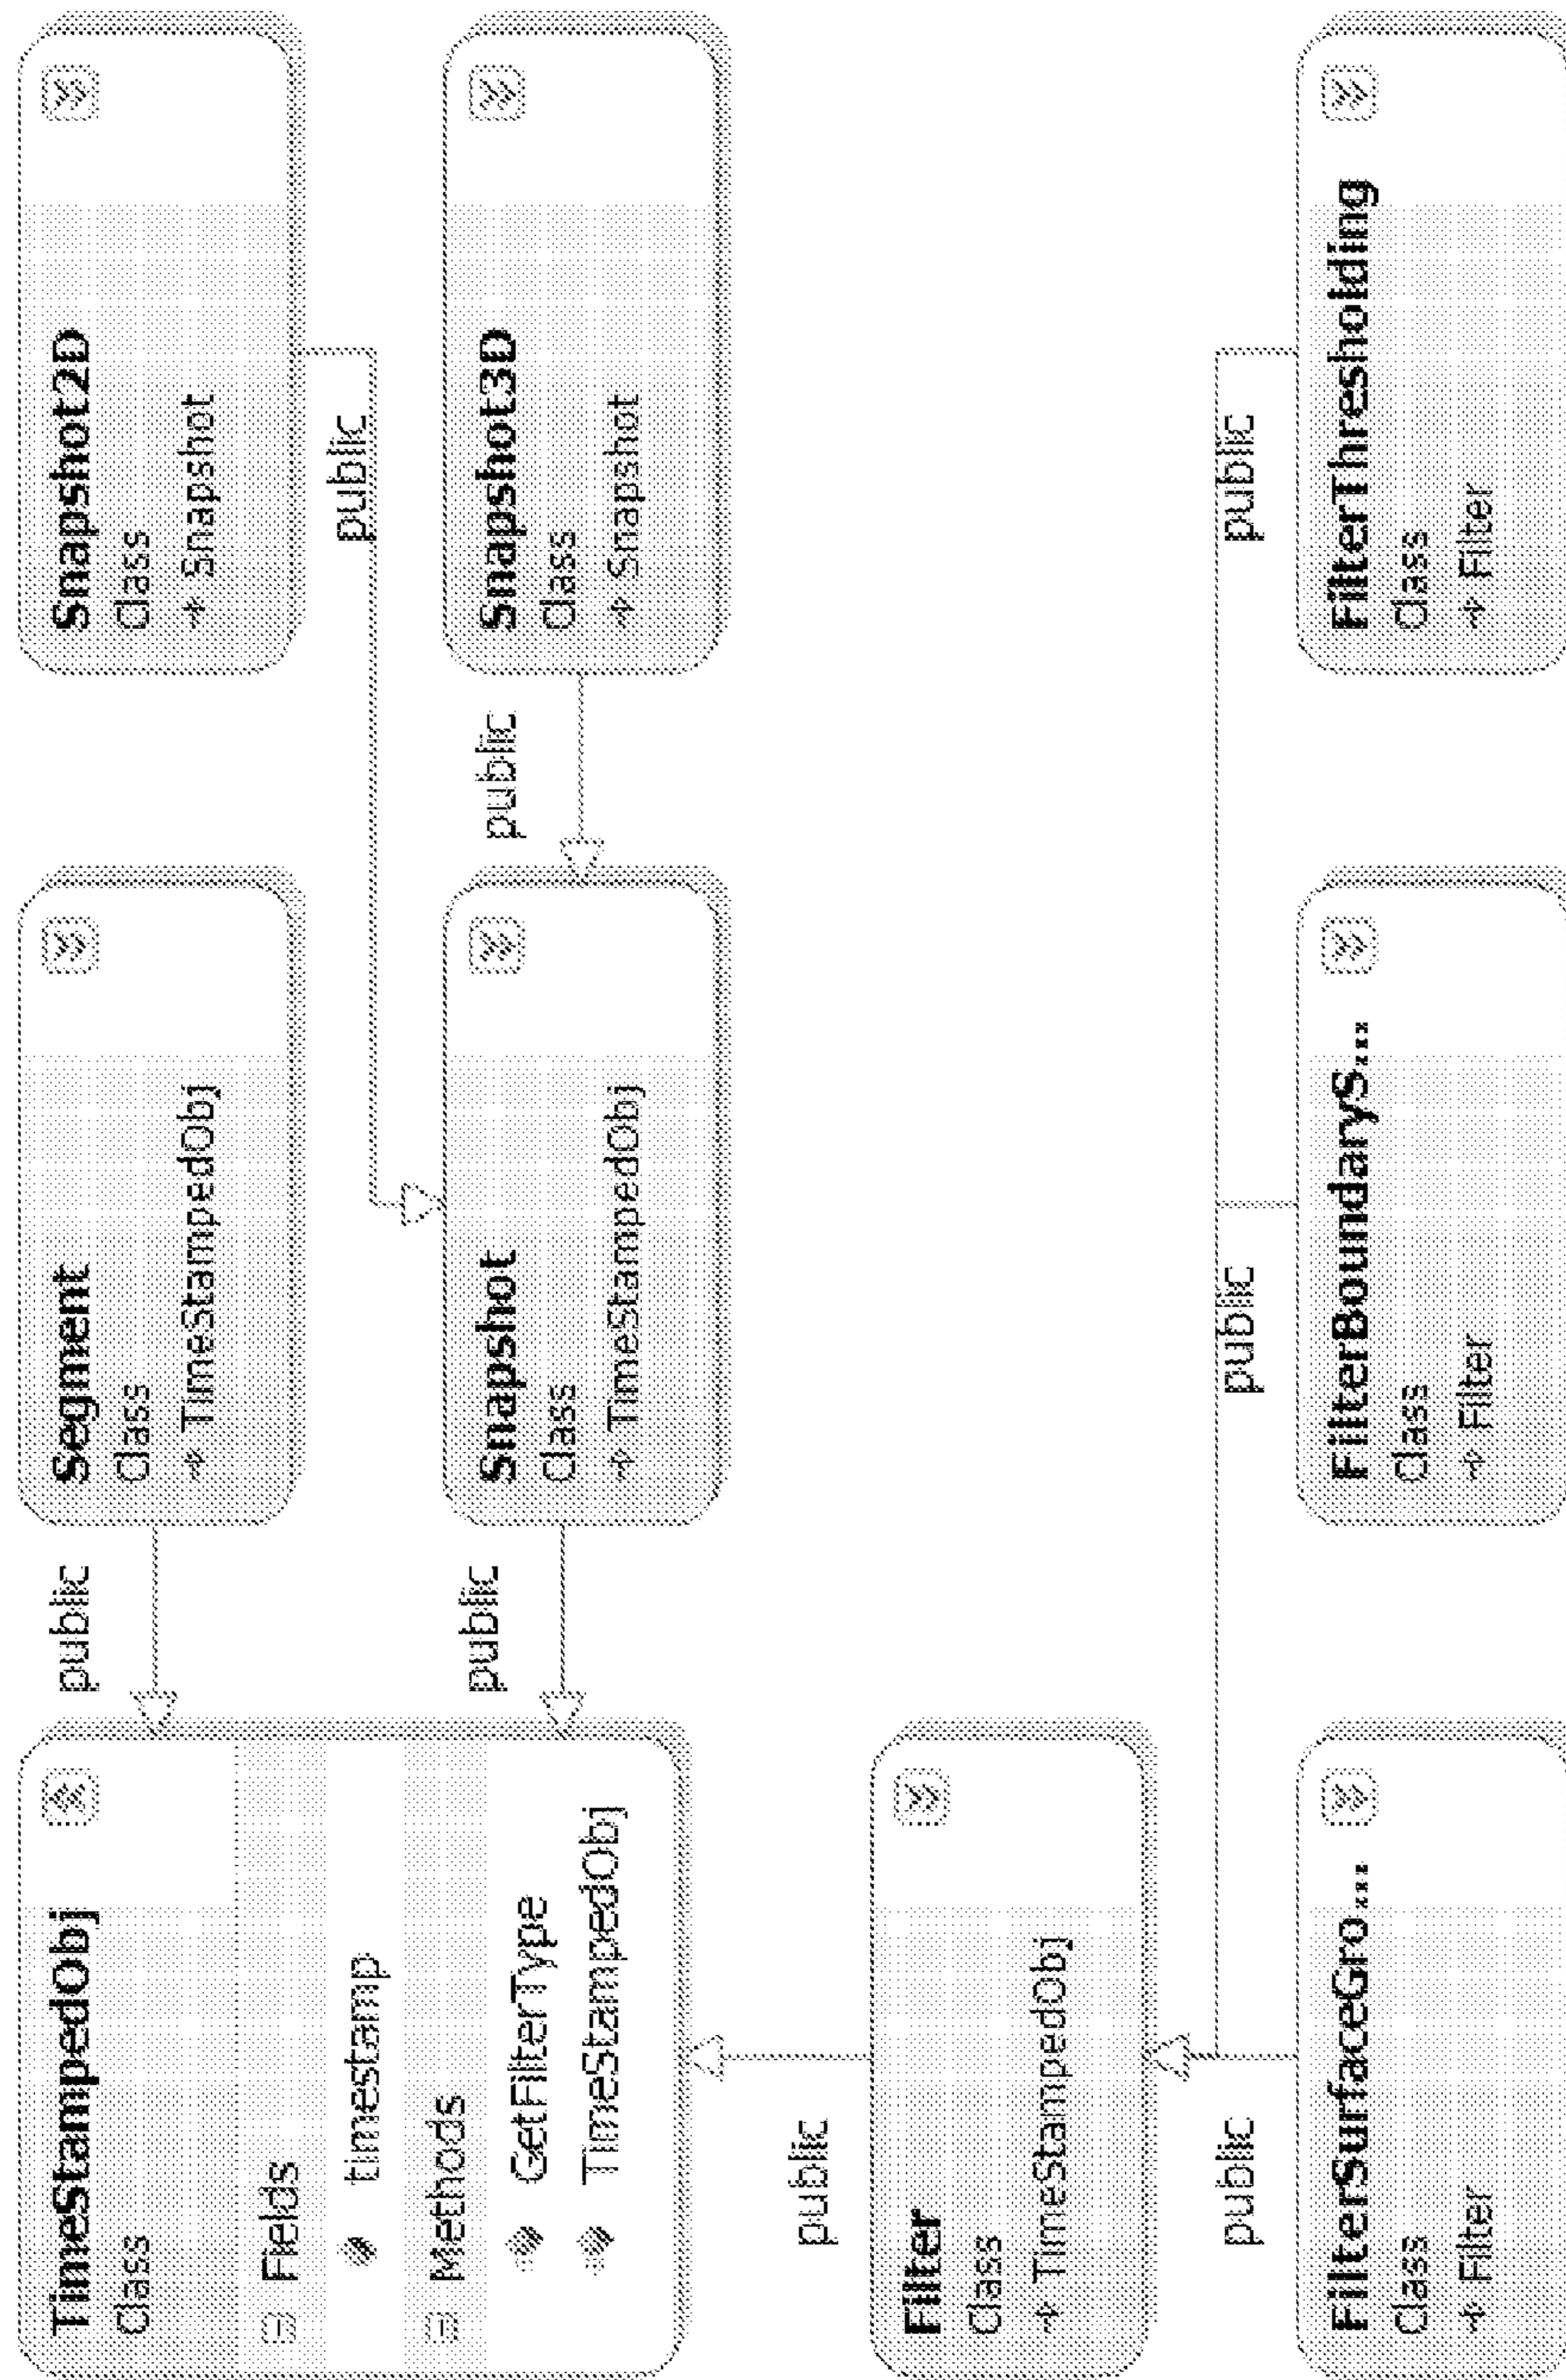 TimeStampedObj
Class
Fields
timestamp
Methods
GetFilterType
TimeStampedObj
public
Segment
Class
TimeStampedObj
public
Snapshot
Class
TimeStampedObj
Snapshot2D
Class
Snapshot
public
public
Snapshot3D
Class
Snapshot
public
Filter
Class
TimeStampedObj
public
FilterSurfaceGro...
Class
Filter
public
FilterBoundaryS...
Class
Filter
public
FilterThresholding
Class
Filter